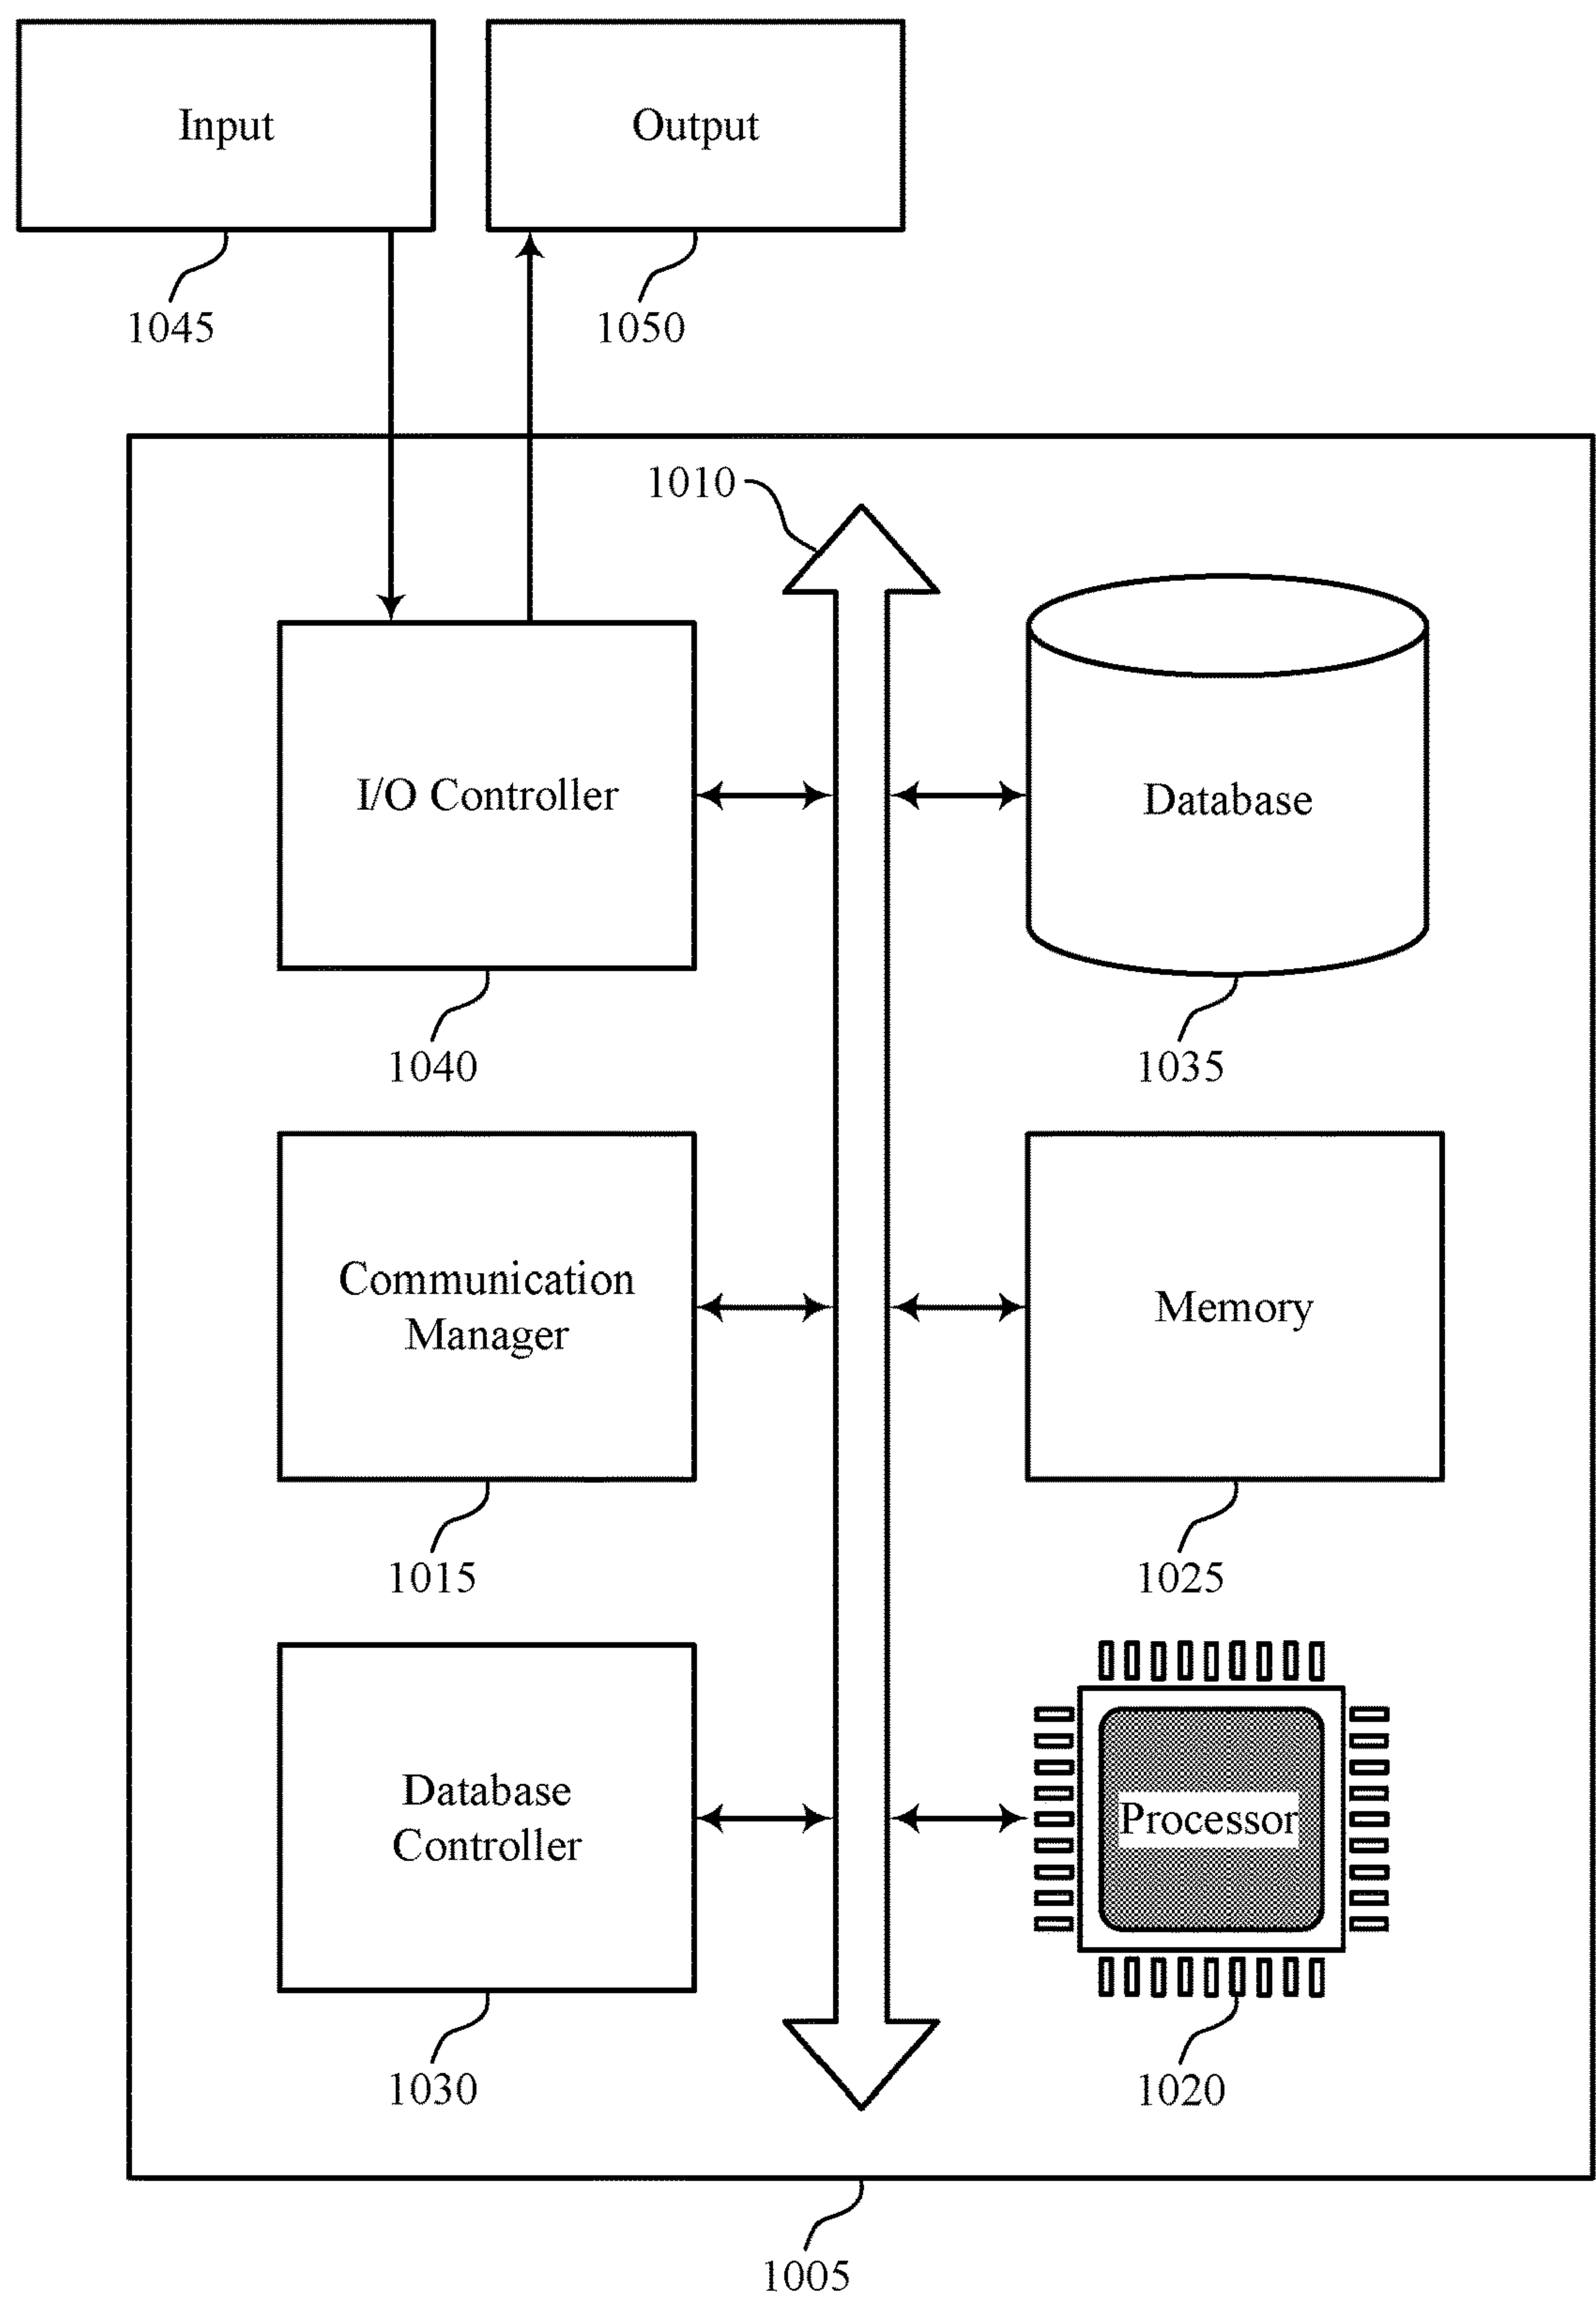 Input
Output
1045
1050
1010
I/O Controller
Database
1040
1035
Communication
Manager
Memory
1015
1025
Database
Controller
Processor
1030
1020
1005